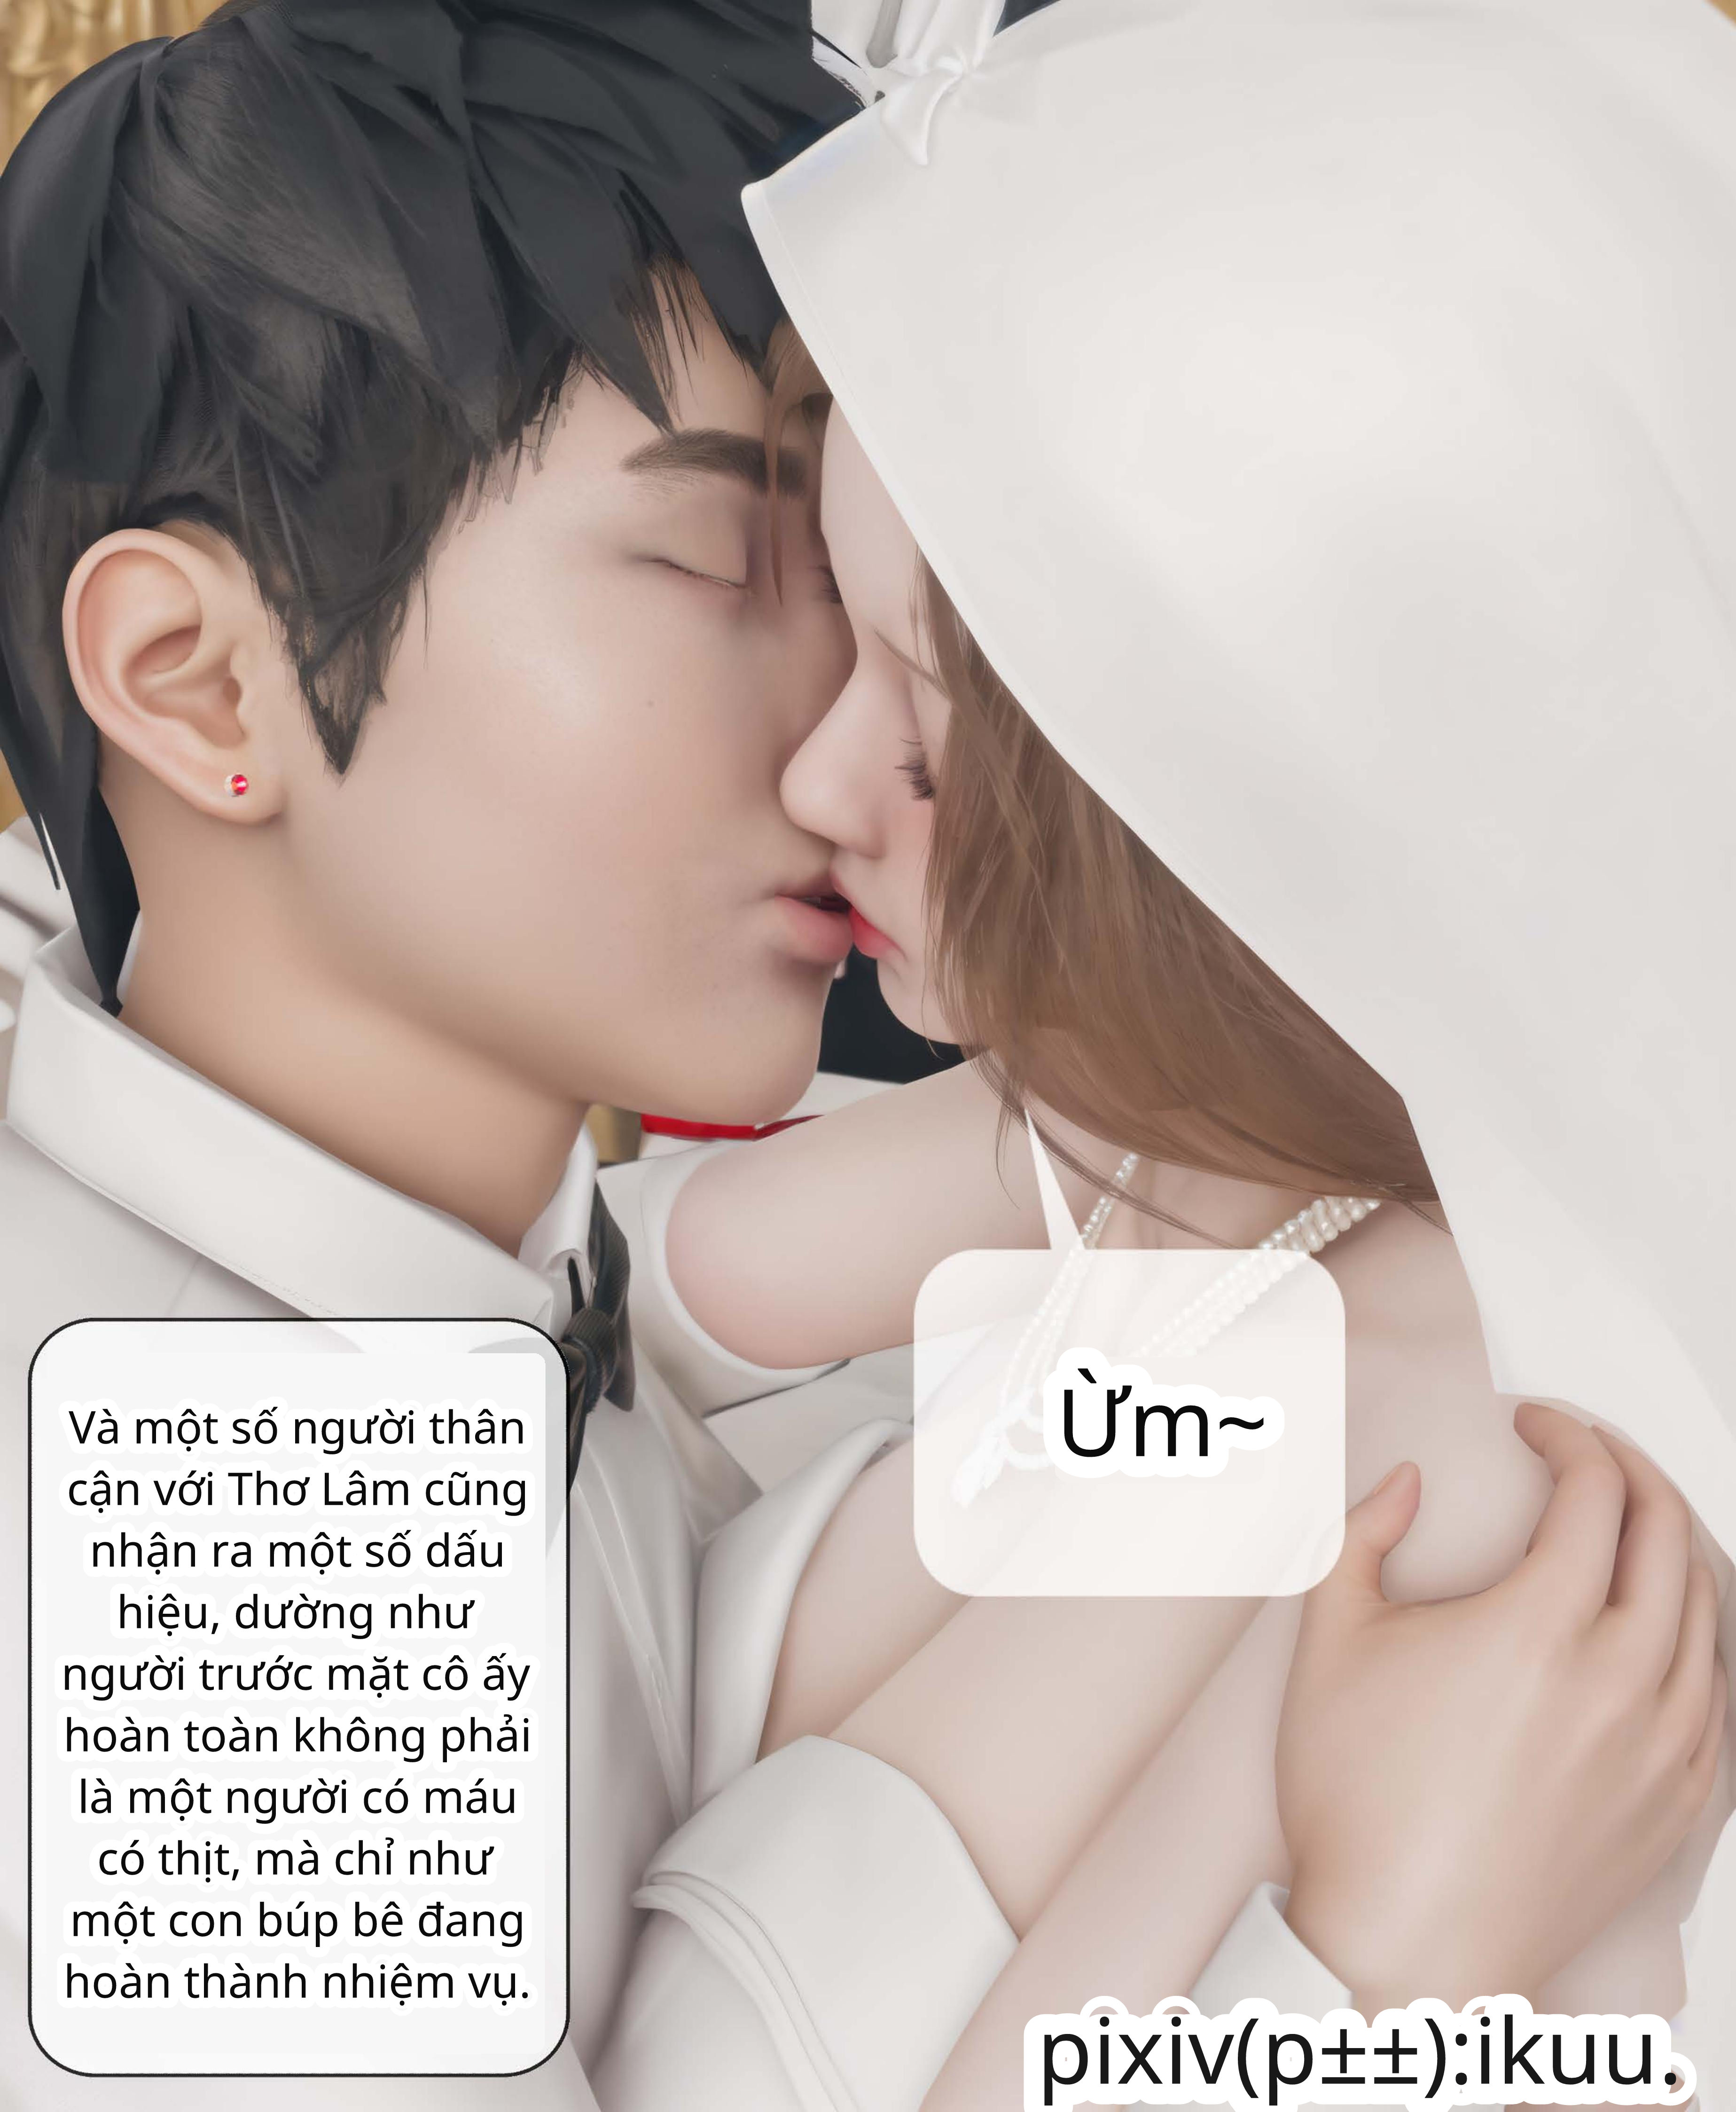 Ừm~
Và một số người thân
cận với Thơ Lâm cũng
nhận ra một số dấu
hiệu, dường như
người trước mặt cô ấy
hoàn toàn không phải
là một người có máu
có thịt, mà chỉ như
một con búp bê đang
hoàn thành nhiệm vụ.
pixiv(p±±):ikuu.